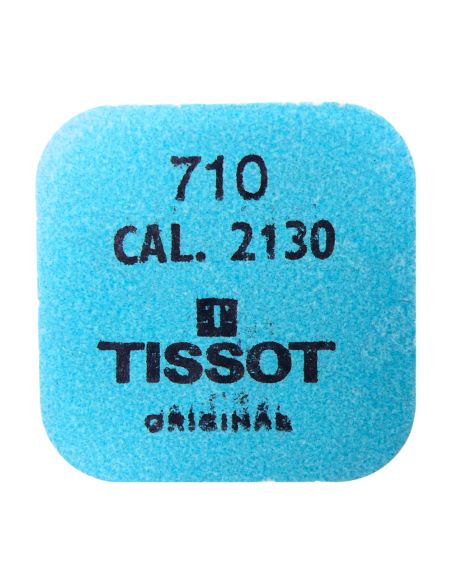 710
CAL. 2130
T
TISSOT
ORIGINAL